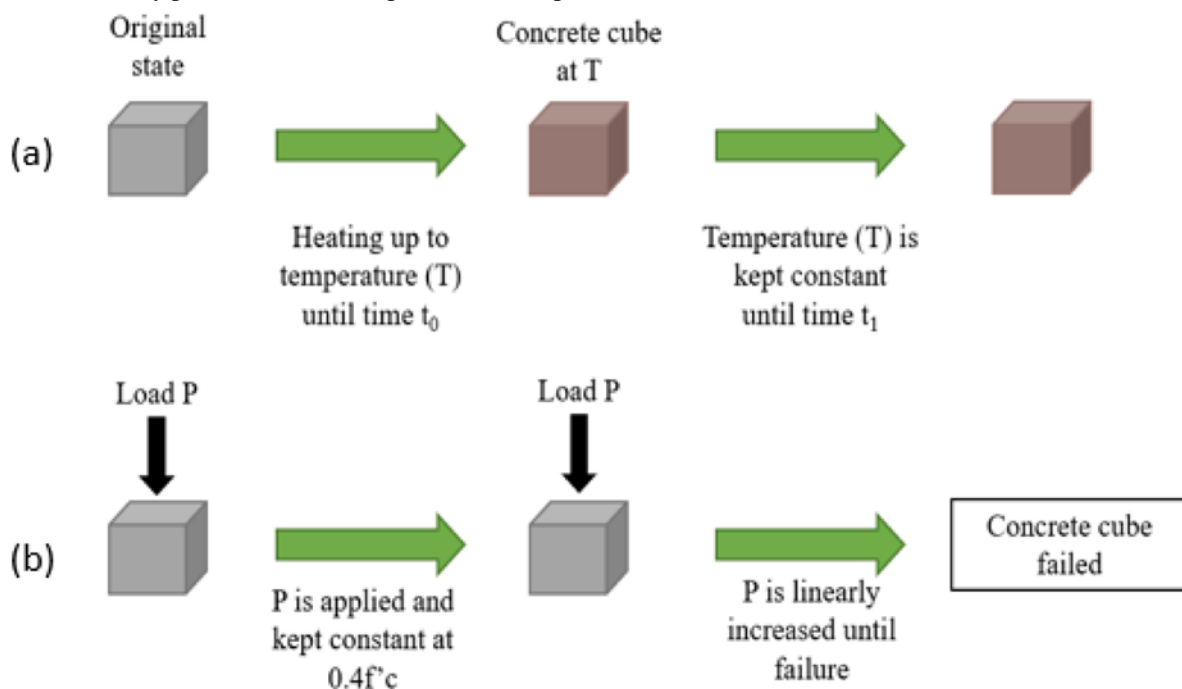 Original
state
Concrete cube
at T
(a)
Heating up to
temperature (T)
until time t₀
Temperature (T) is
kept constant
until time t₁
Load P
Load P
(b)
P is applied and
kept constant at
0.4f’c
P is linearly
increased until
failure
Concrete cube
failed